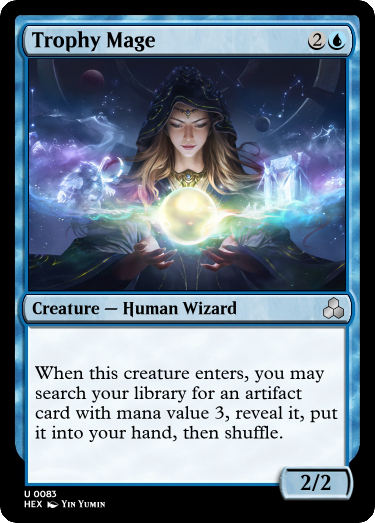 Trophy Mage 2
Creature — Human Wizard
When this creature enters, you may
search your library for an artifact
card with mana value 3, reveal it, put
it into your hand, then shuffle.
2/2
U 0083
HEX Yin Yumin